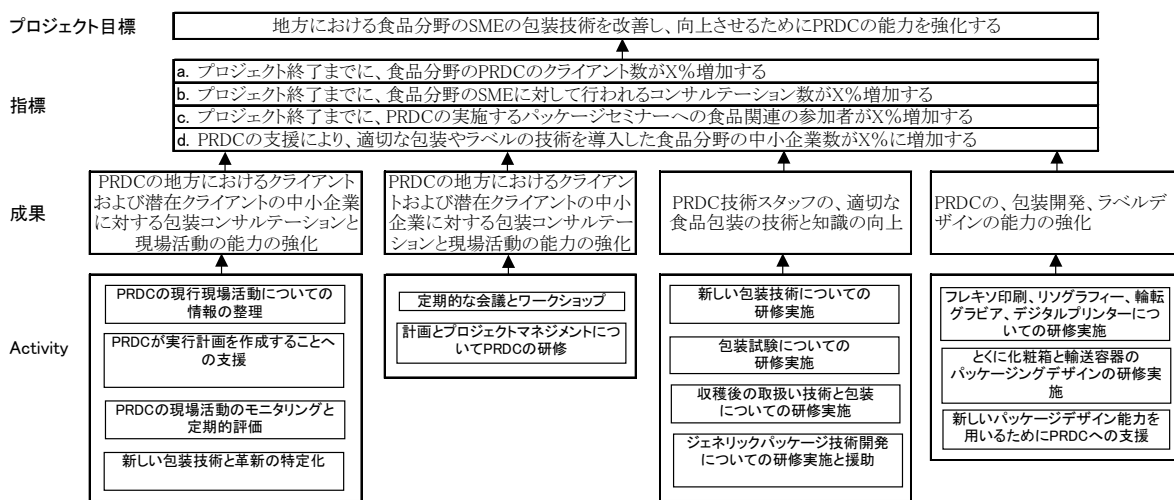 プロジェクト目標
地方における食品分野のSMEの包装技術を改善し、向上させるためにPRDCの能力を強化する
指標
a. プロジェクト終了までに、食品分野のPRDCのクライアント数がX%増加する
b. プロジェクト終了までに、食品分野のSMEに対して行われるコンサルテーション数がX%増加する
c. プロジェクト終了までに、PRDCの実施するパッケージセミナーへの食品関連の参加者がX%増加する
d. PRDCの支援により、適切な包装やラベルの技術を導入した食品分野の中小企業数がX%に増加する
成果
PRDCの地方におけるクライアント
および潜在クライアントの中小企業
に対する包装コンサルテーションと
現場活動の能力の強化
PRDCの地方におけるクライアン
トおよび潜在クライアントの中小
企業に対する包装コンサルテー
ションと現場活動の能力の強化
PRDC技術スタッフの、適切な
食品包装の技術と知識の向上
PRDCの、包装開発、ラベルデ
ザインの能力の強化
Activity
PRDCの現行現場活動についての
情報の整理
PRDCが実行計画を作成することへ
の支援
PRDCの現場活動のモニタリングと
定期的評価
新しい包装技術と革新の特定化
定期的な会議とワークショップ
計画とプロジェクトマネジメントにつ
いてPRDCの研修
新しい包装技術についての
研修実施
包装試験についての
研修実施
収穫後の取扱い技術と包装
についての研修実施
ジェネリックパッケージ技術開発
についての研修実施と援助
フレキソ印刷、リソグラフィー、輪転
グラビア、デジタルプリンターにつ
いての研修実施
とくに化粧箱と輸送容器の
パッケージングデザインの研修実
施
新しいパッケージデザイン能力を
用いるためにPRDCへの支援